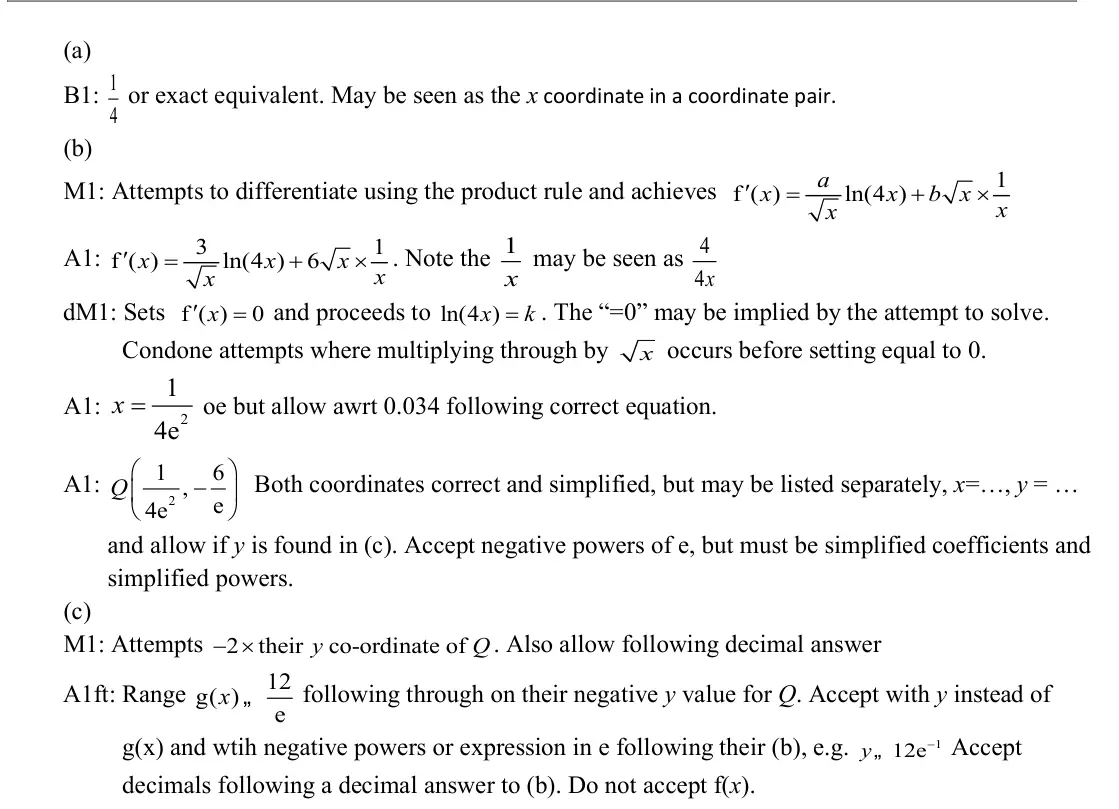 (a)
B1: 1/4 or exact equivalent. May be seen as the x coordinate in a coordinate pair.
(b)
M1: Attempts to differentiate using the product rule and achieves f′(x) = a/√x ln(4x) + b√x × 1/x
A1: f′(x) = 3/√x ln(4x) + 6√x × 1/x. Note the 1/x may be seen as 4/4x
dM1: Sets f′(x) = 0 and proceeds to ln(4x) = k. The “=0” may be implied by the attempt to solve.
Condone attempts where multiplying through by √x occurs before setting equal to 0.
A1: x = 1/4e² oe but allow awrt 0.034 following correct equation.
A1: Q(1/4e², −6/e) Both coordinates correct and simplified, but may be listed separately, x=…, y = …
and allow if y is found in (c). Accept negative powers of e, but must be simplified coefficients and
simplified powers.
(c)
M1: Attempts −2× their y co-ordinate of Q. Also allow following decimal answer
A1ft: Range g(x) „ 12/e following through on their negative y value for Q. Accept with y instead of
g(x) and wtih negative powers or expression in e following their (b), e.g. y „ 12e⁻¹ Accept
decimals following a decimal answer to (b). Do not accept f(x).